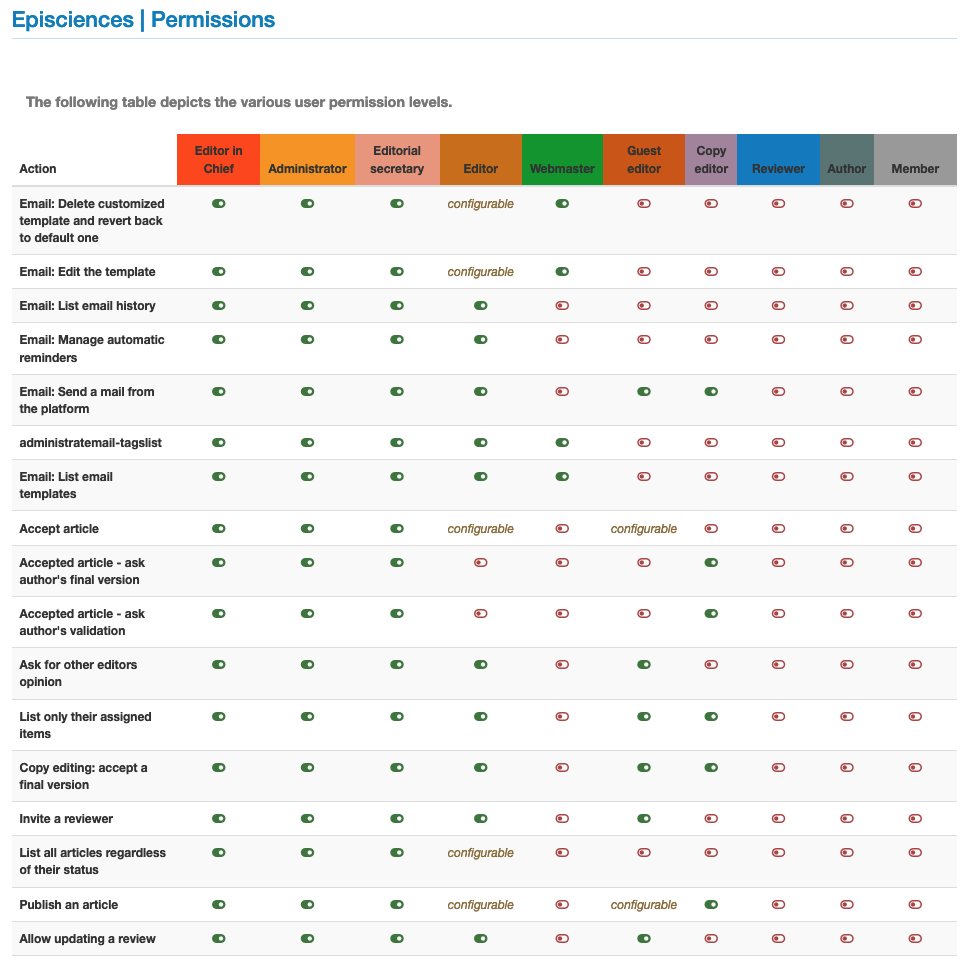 Episciences | Permissions
The following table depicts the various user permission levels.
Action
Editor in
Chief
Administrator
Editorial
secretary
Editor
Webmaster
Guest
editor
Copy
editor
Reviewer
Author
Member
Email: Delete customized
template and revert back
to default one
configurable
Email: Edit the template
configurable
Email: List email history
Email: Manage automatic
reminders
Email: Send a mail from
the platform
administratemail-tagslist
Email: List email
templates
Accept article
configurable
configurable
Accepted article - ask
author's final version
Accepted article - ask
author's validation
Ask for other editors
opinion
List only their assigned
items
Copy editing: accept a
final version
Invite a reviewer
List all articles regardless
of their status
configurable
Publish an article
configurable
configurable
Allow updating a review